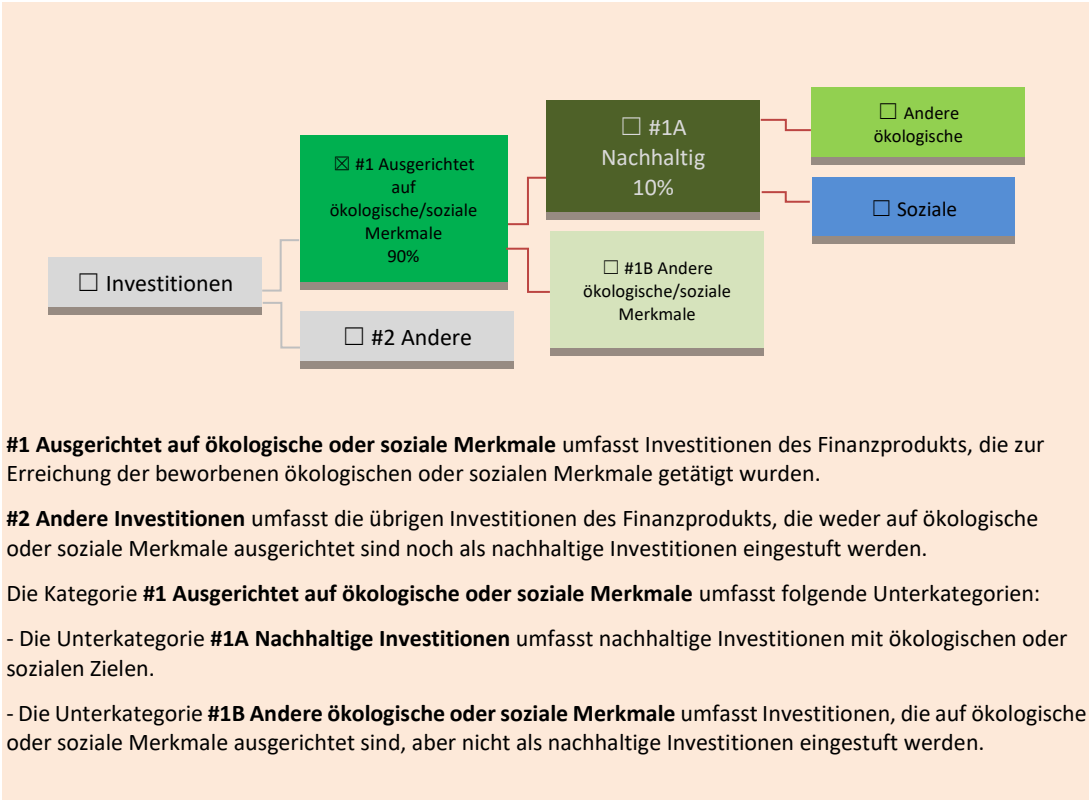 ☐ Investitionen
☒ #1 Ausgerichtet
auf
ökologische/soziale
Merkmale
90%
☐ #2 Andere
☐ #1A
Nachhaltig
10%
☐ #1B Andere
ökologische/soziale
Merkmale
☐ Andere
ökologische
☐ Soziale
#1 Ausgerichtet auf ökologische oder soziale Merkmale umfasst Investitionen des Finanzprodukts, die zur
Erreichung der beworbenen ökologischen oder sozialen Merkmale getätigt wurden.
#2 Andere Investitionen umfasst die übrigen Investitionen des Finanzprodukts, die weder auf ökologische
oder soziale Merkmale ausgerichtet sind noch als nachhaltige Investitionen eingestuft werden.
Die Kategorie #1 Ausgerichtet auf ökologische oder soziale Merkmale umfasst folgende Unterkategorien:
- Die Unterkategorie #1A Nachhaltige Investitionen umfasst nachhaltige Investitionen mit ökologischen oder
sozialen Zielen.
- Die Unterkategorie #1B Andere ökologische oder soziale Merkmale umfasst Investitionen, die auf ökologische
oder soziale Merkmale ausgerichtet sind, aber nicht als nachhaltige Investitionen eingestuft werden.